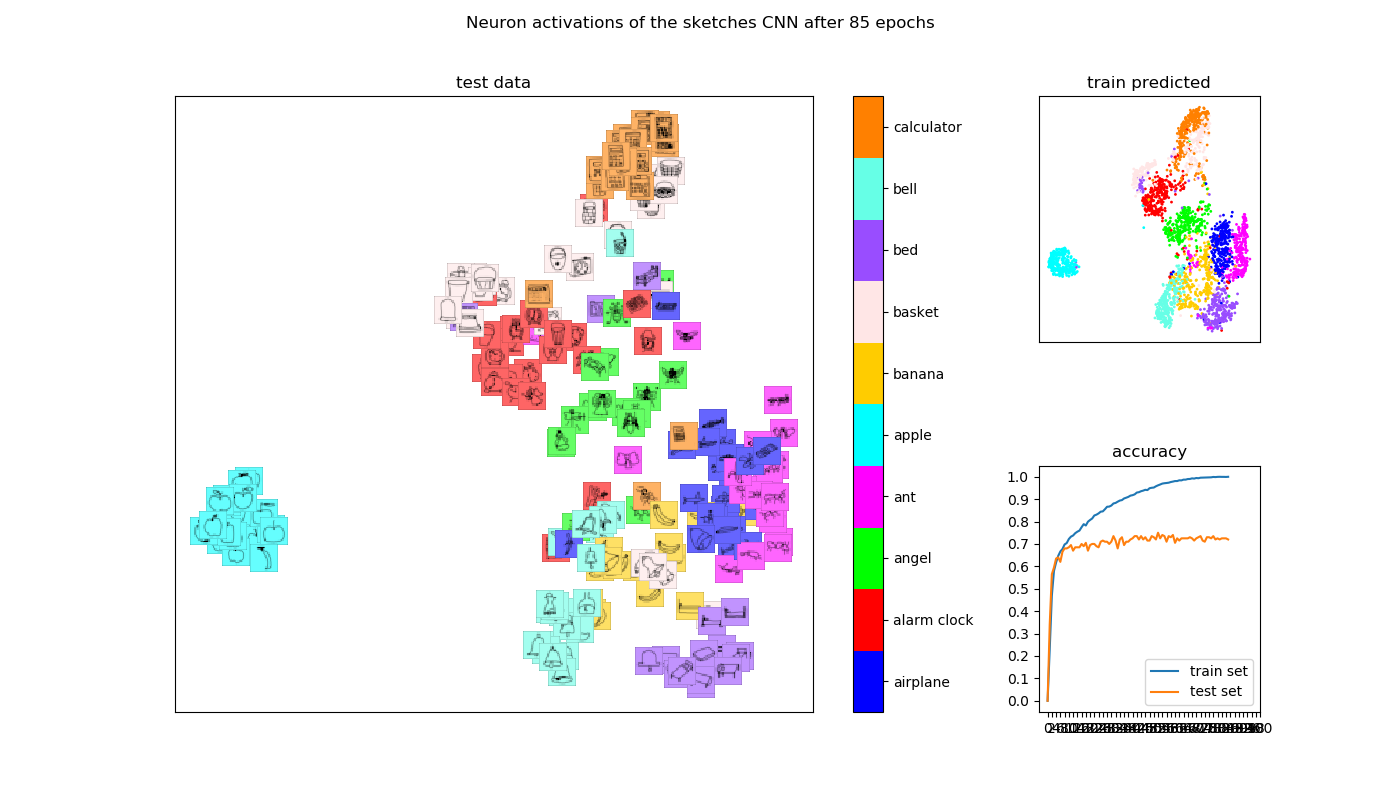 Neuron activations of the sketches CNN after 85 epochs
test data
calculator
bell
bed
basket
banana
apple
ant
angel
alarm clock
airplane
train predicted
accuracy
1.0
0.9
0.8
0.7
0.6
0.5
0.4
0.3
0.2
0.1
0.0
train set
test set